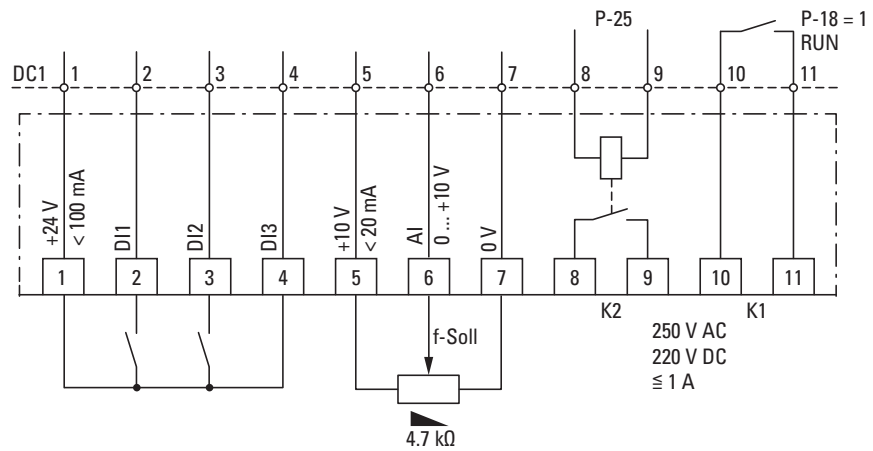 P-25
P-18 = 1
RUN
DC1 1 2 3 4 5 6 7 8 9 10 11
+24 V
< 100 mA
DI1
DI2
DI3
+10 V
< 20 mA
AI
0 ... +10 V
0 V
1 2 3 4 5 6 7 8 9 10 11
K2 K1
f-Soll
250 V AC
220 V DC
≦ 1 A
4.7 kΩ